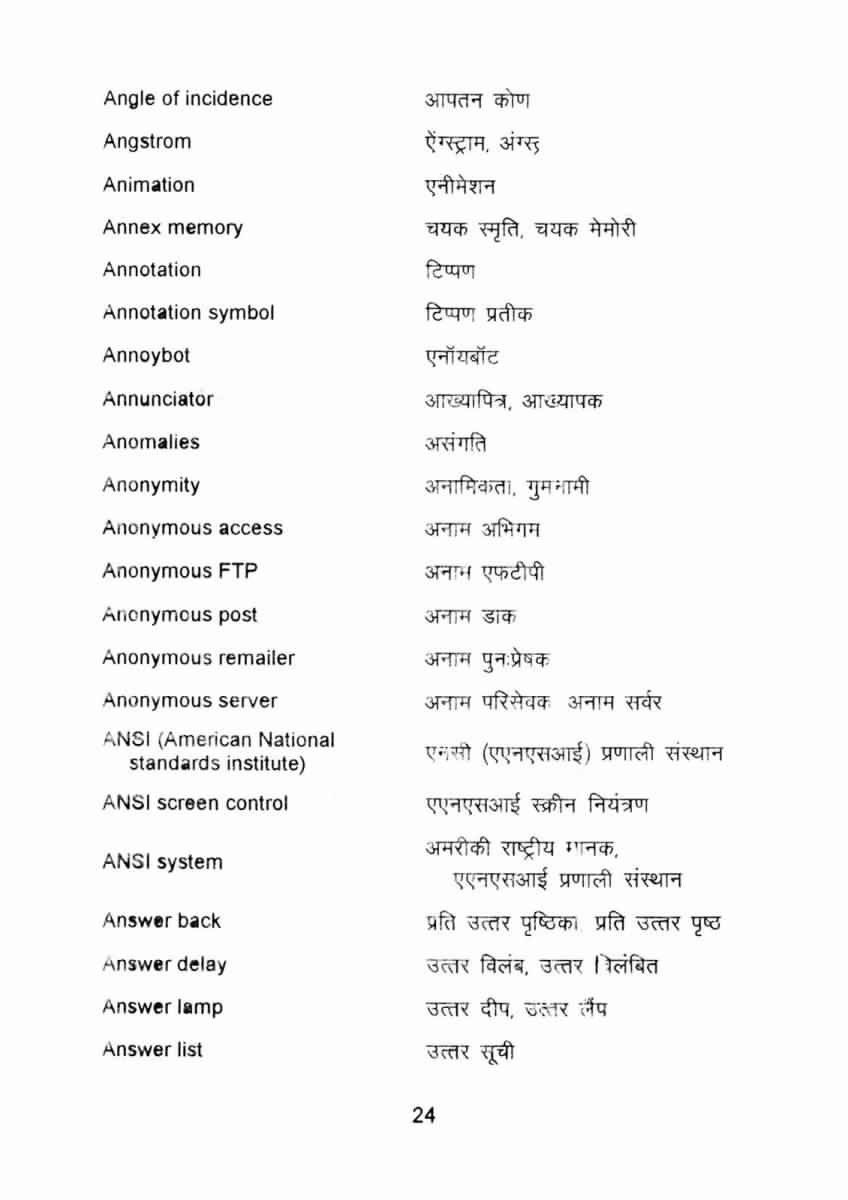 Angle of incidence आपतन कोण
Angstrom ऐंग्स्ट्राम,
Animation एनीमेशन
Annex memory चयक स्मृति, चयक मेमोरी
Annotation टिप्पण
Annotation symbol टिप्पण प्रतीक
Annoybot एनॉयबॉट
Annunciator आख्यापित्र, आख्यापक
Anomalies असंगति
Anonymity अनामिकता, गुमनामी
Anonymous access अनाम अभिगम
Anonymous FTP अनाम एफटीपी
Anonymous post अनाम डाक
Anonymous remailer अनाम पुनःप्रेषक
Anonymous server अनाम परिसेवक अनाम सर्वर
ANSI (American National
standards institute) एनसी (एएनएसआई) प्रणाली संस्थान
ANSI screen control एएनएसआई स्क्रीन नियंत्रण
ANSI system अमरीकी राष्ट्रीय मानक,
एएनएसआई प्रणाली संस्थान
Answer back प्रति उत्तर पृष्ठिका प्रति उत्तर पृष्ठ
Answer delay उत्तर विलंब, उत्तर विलंबित
Answer lamp उत्तर दीप, उत्तर लैंप
Answer list उत्तर सूची
24